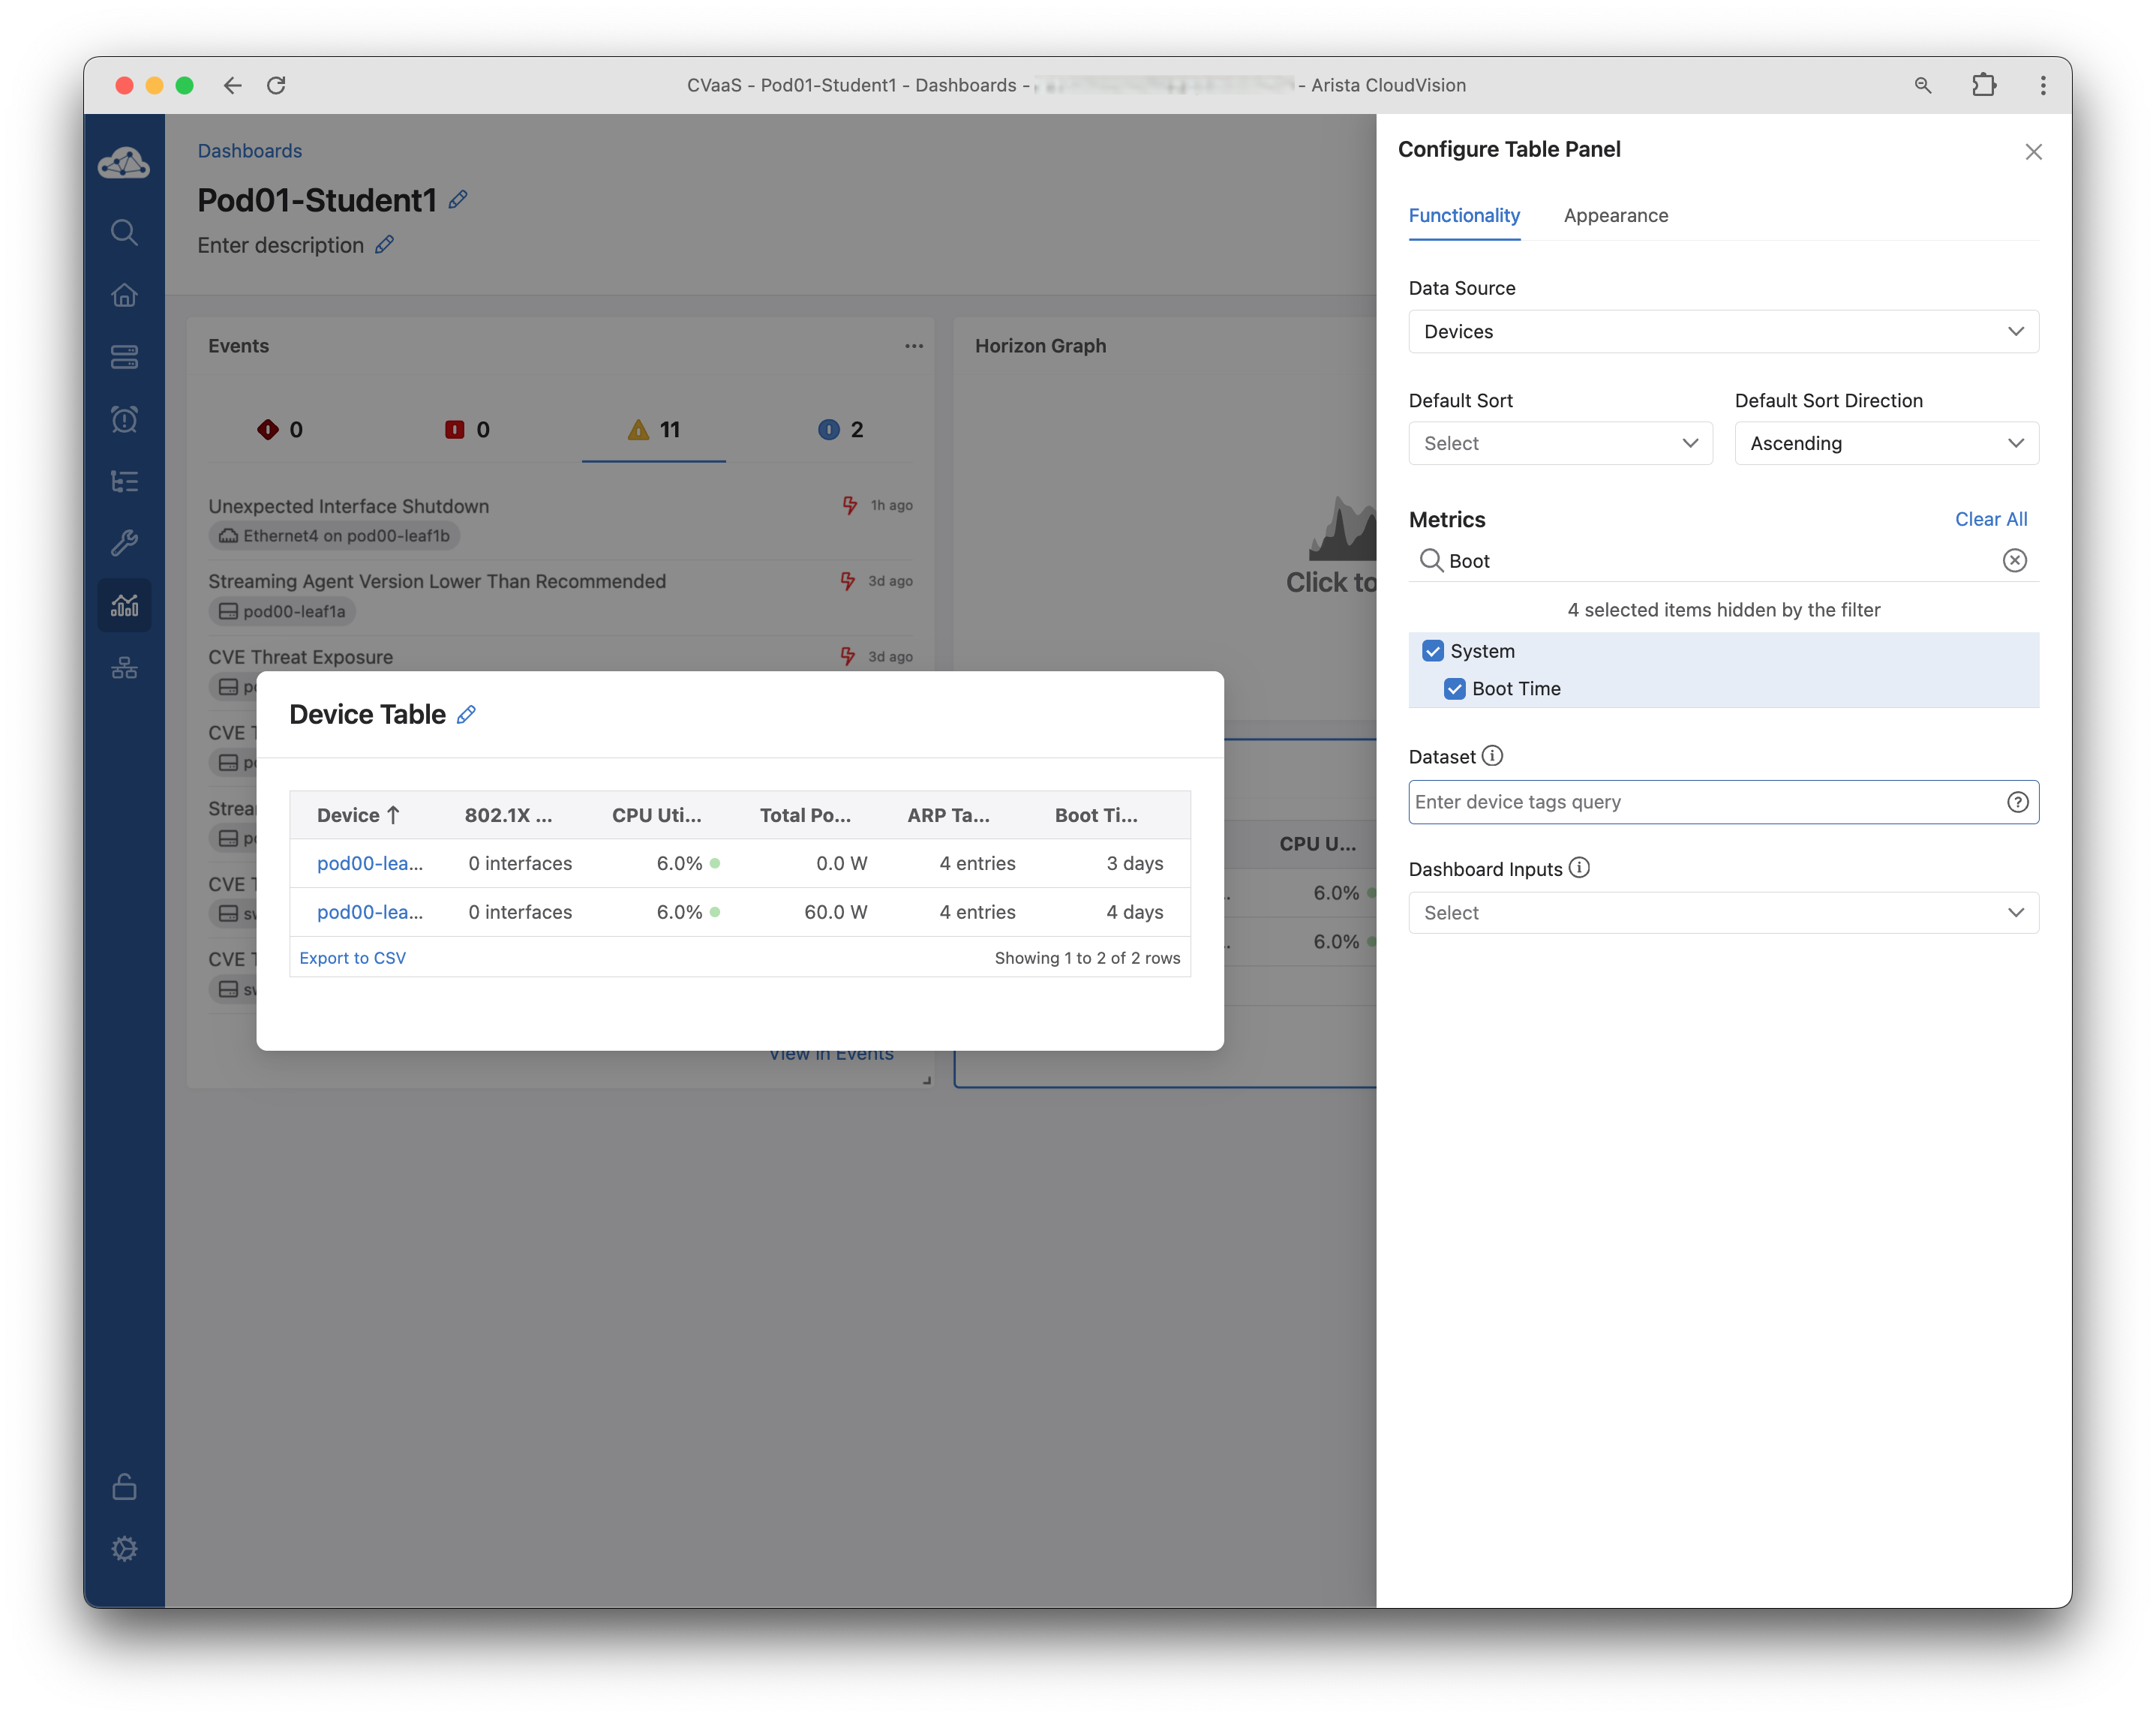 CVaaS - Pod01-Student1 - Dashboards - - Arista CloudVision
Dashboards
Pod01-Student1
Enter description
Events
0
0
11
2
Unexpected Interface Shutdown
1h ago
Ethernet4 on pod00-leaf1b
Streaming Agent Version Lower Than Recommended
3d ago
pod00-leaf1a
CVE Threat Exposure
3d ago
CVE
CVE
CVE
View in Events
Horizon Graph
Click to
CPU U...
6.0%
6.0%
Device Table
Device 802.1X ... CPU Uti... Total Po... ARP Ta... Boot Ti...
pod00-lea... 0 interfaces 6.0% 0.0 W 4 entries 3 days
pod00-lea... 0 interfaces 6.0% 60.0 W 4 entries 4 days
Export to CSV Showing 1 to 2 of 2 rows
Configure Table Panel
Functionality Appearance
Data Source
Devices
Default Sort Default Sort Direction
Select Ascending
Metrics Clear All
Boot
4 selected items hidden by the filter
System
Boot Time
Dataset
Enter device tags query
Dashboard Inputs
Select